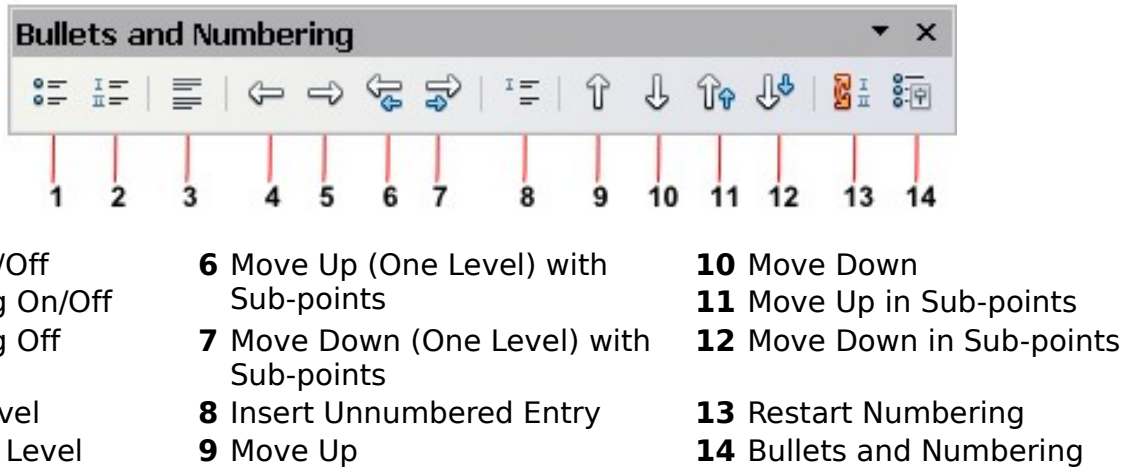 Bullets and Numbering
1 2 3 4 5 6 7 8 9 10 11 12 13 14
/Off
g On/Off
g Off
vel
Level
6 Move Up (One Level) with
Sub-points
7 Move Down (One Level) with
Sub-points
8 Insert Unnumbered Entry
9 Move Up
10 Move Down
11 Move Up in Sub-points
12 Move Down in Sub-points
13 Restart Numbering
14 Bullets and Numbering